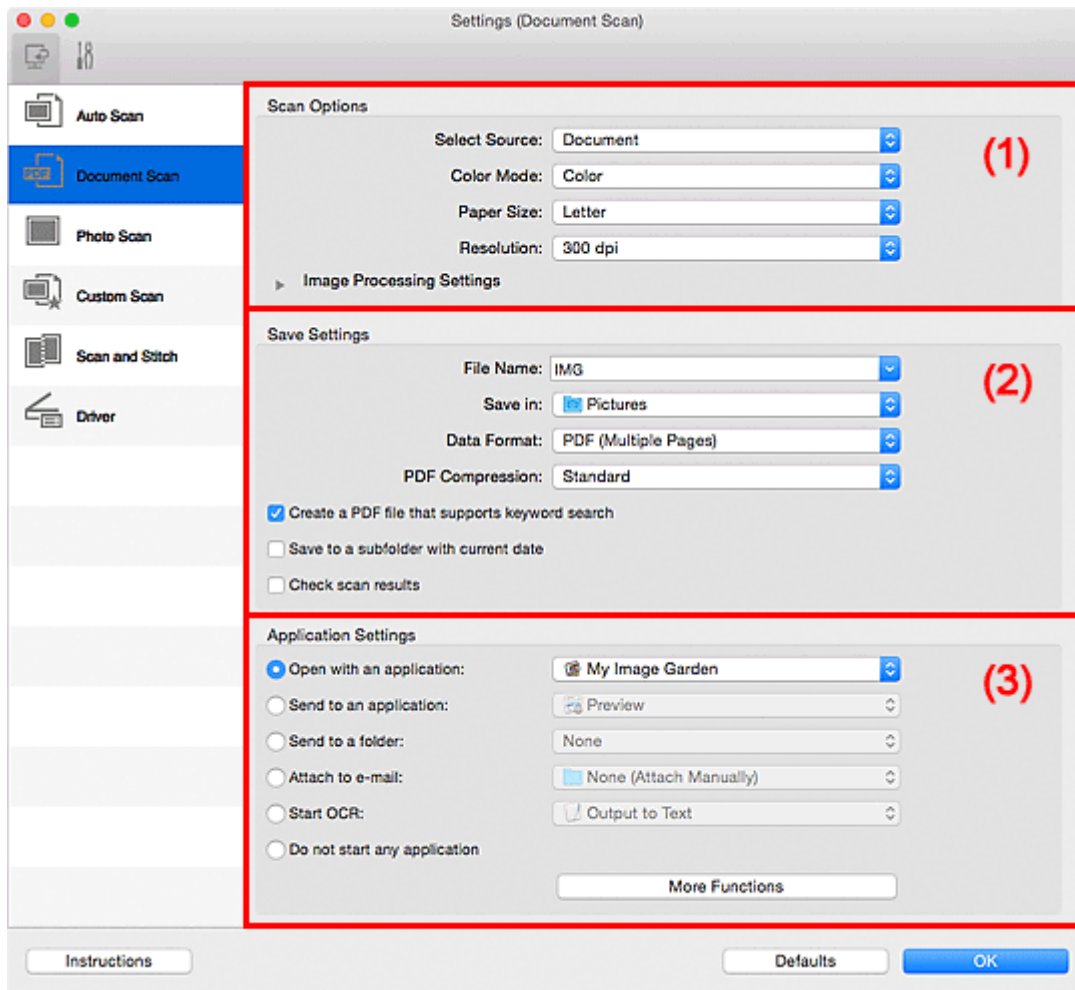 Settings (Document Scan)
Auto Scan
PDF Document Scan
Photo Scan
Custom Scan
Scan and Stitch
Driver
Scan Options
(1)
Select Source: Document
Color Mode: Color
Paper Size: Letter
Resolution: 300 dpi
Image Processing Settings
Save Settings
(2)
File Name: IMG
Save in: Pictures
Data Format: PDF (Multiple Pages)
PDF Compression: Standard
Create a PDF file that supports keyword search
Save to a subfolder with current date
Check scan results
Application Settings
(3)
Open with an application: My Image Garden
Send to an application: Preview
Send to a folder: None
Attach to e-mail: None (Attach Manually)
Start OCR: Output to Text
Do not start any application
More Functions
Instructions
Defaults
OK